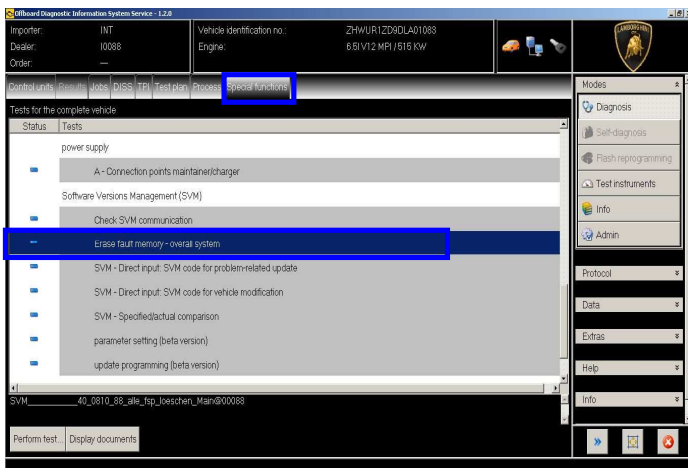 Offboard Diagnostic Information System Service - 1.2.0
Importer: INT Vehicle identification no.: ZHWUR1ZD9DLA01083
Dealer: I0088 Engine: 6.5l V12 MPI / 515 KW
Order: —
LAMBORGHINI
Control units Results Jobs DISS TPI Test plan Process Special functions
Tests for the complete vehicle
Status Tests
power supply
A - Connection points maintainer/charger
Software Versions Management (SVM)
Check SVM communication
Erase fault memory - overall system
SVM - Direct input: SVM code for problem-related update
SVM - Direct input: SVM code for vehicle modification
SVM - Specified/actual comparison
parameter setting (beta version)
update programming (beta version)
SVM_______40_0810_88_alle_fsp_loeschen_Main@00088
Perform test... Display documents
Modes
Diagnosis
Self-diagnosis
Flash reprogramming
Test instruments
Info
Admin
Protocol
Data
Extras
Help
Info